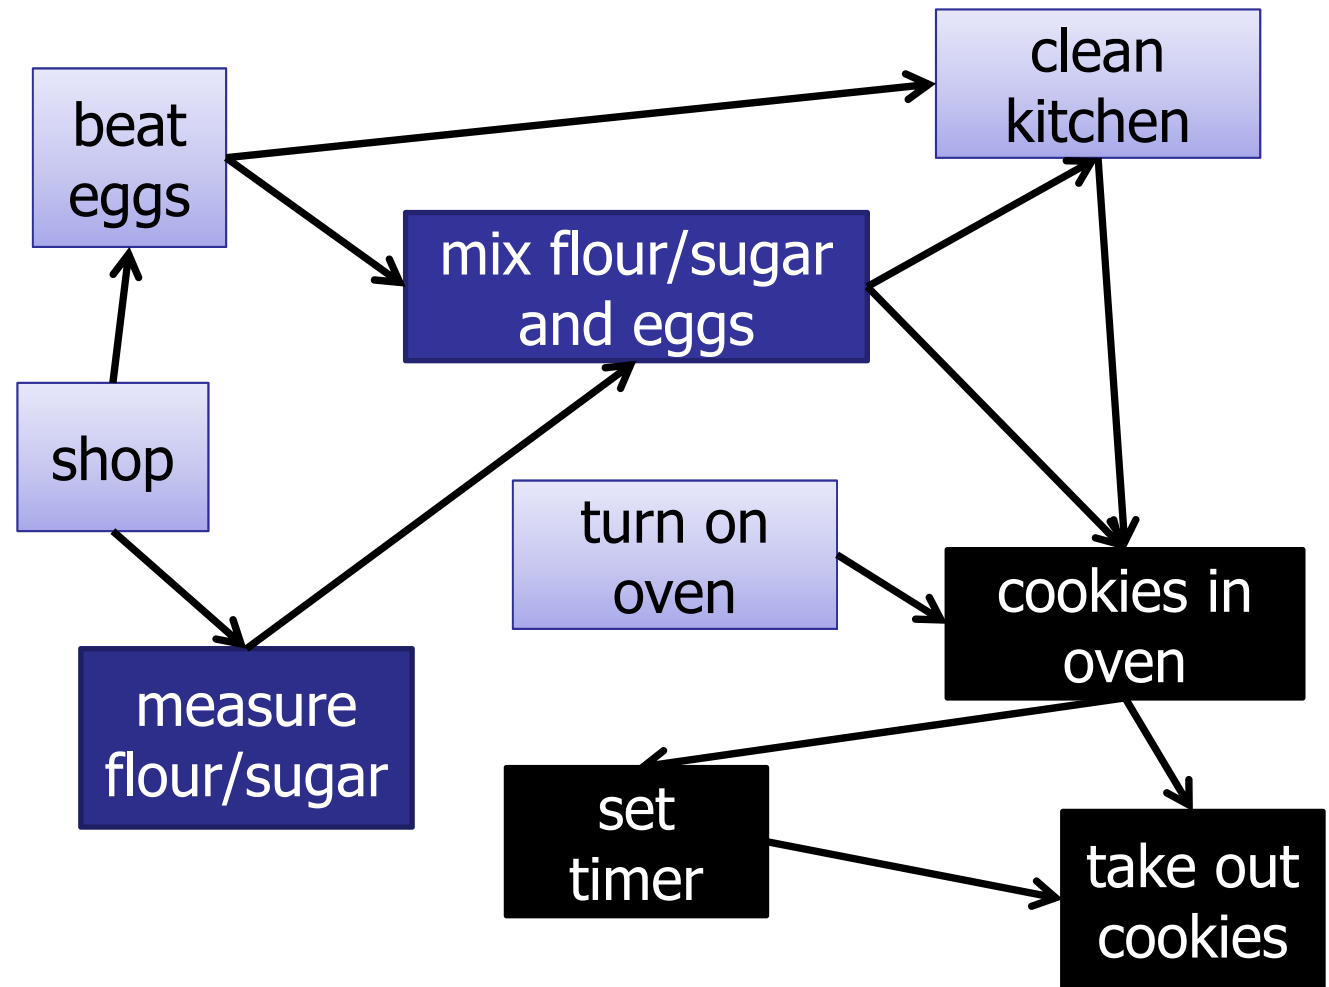 clean
kitchen
beat
eggs
mix flour/sugar
and eggs
shop
turn on
oven
cookies in
oven
measure
flour/sugar
set
timer
take out
cookies